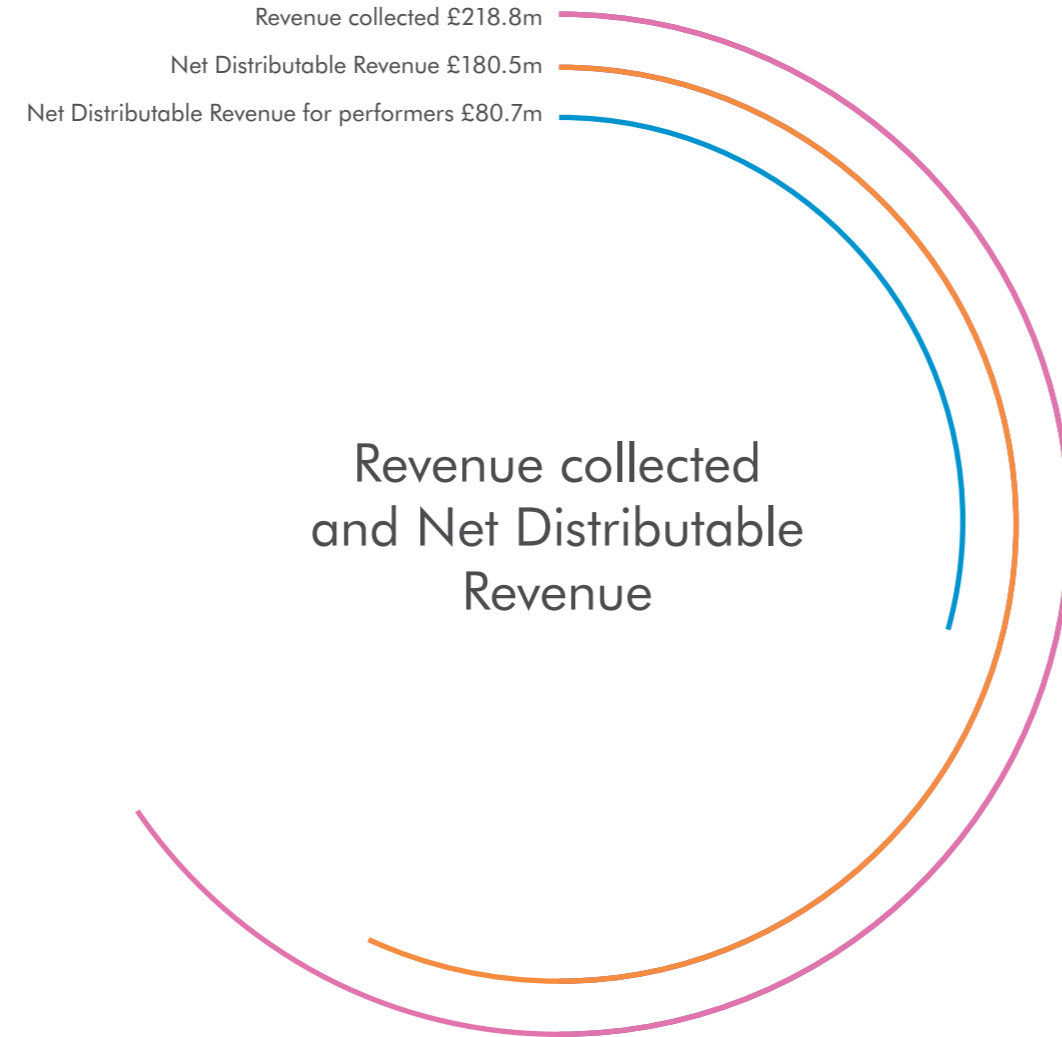 Revenue collected £218.8m
Net Distributable Revenue £180.5m
Net Distributable Revenue for performers £80.7m
Revenue collected
and Net Distributable
Revenue